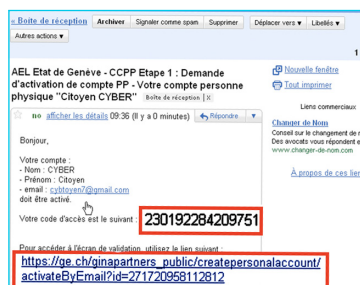 « Boîte de réception Archiver Signaler comme spam Supprimer Déplacer vers ▼ Libellés ▼
Autres actions ▼
1
AEL Etat de Genève - CCPP Etape 1 : Demande
d'activation de compte PP - Votre compte personne
physique "Citoyen CYBER" Boîte de réception | X
no afficher les détails 09:36 (Il y a 0 minutes) Répondre ▼
Bonjour,
Votre compte :
- Nom : CYBER
- Prénom : Citoyen
- email : cybtoyen7@gmail.com
doit être activé.
Votre code d'accès est le suivant : 230192284209751
Pour accéder à l'écran de validation, utilisez le lien suivant :
https://ge.ch/ginapartners_public/createpersonalaccount/
activateByEmail?id=271720958112812
Nouvelle fenêtre
Tout imprimer
Liens commerciaux
Changer de Nom
Conseil sur le changement de n
Des avocats vous répondent e
www.changer-de-nom.com
À propos de ces lien